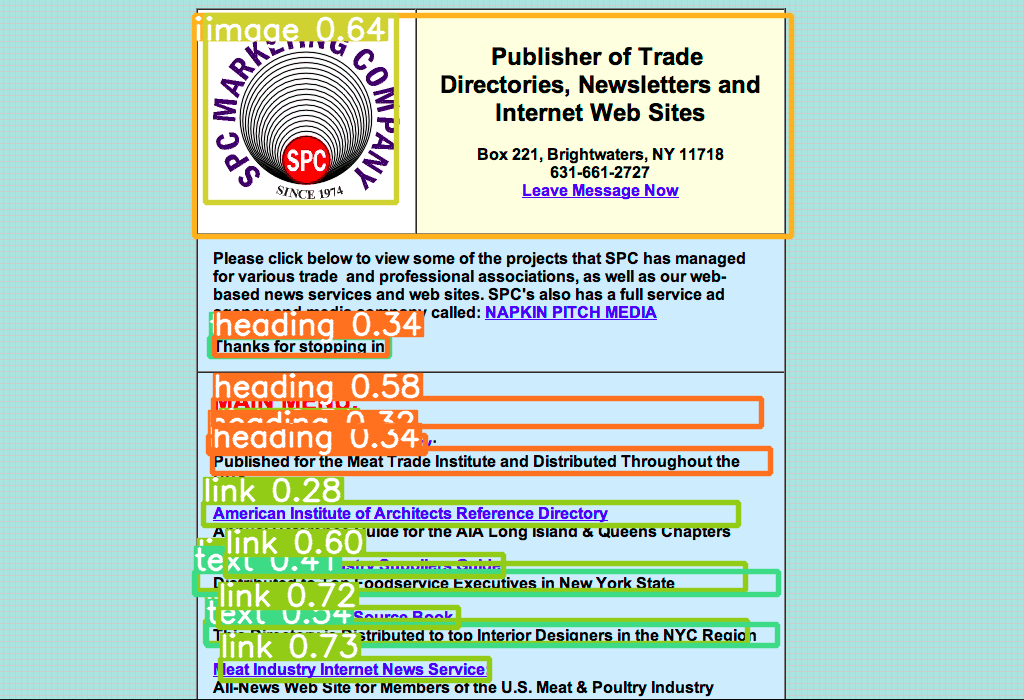 image 0.64
SPC MARKETING COMPANY
SPC
SINCE 1974
Publisher of Trade
Directories, Newsletters and
Internet Web Sites
Box 221, Brightwaters, NY 11718
631-661-2727
Leave Message Now
Please click below to view some of the projects that SPC has managed
for various trade and professional associations, as well as our web-
based news services and web sites. SPC's also has a full service ad
agency and media company called: NAPKIN PITCH MEDIA
heading 0.34
Thanks for stopping in
heading 0.58
MAIN MENU:
heading 0.32
heading 0.34
Published for the Meat Trade Institute and Distributed Throughout the
link 0.28
American Institute of Architects Reference Directory
Guide for the AIA Long Island & Queens Chapters
link 0.60
text 0.41
Suppliers Guide
Distributed to Top Foodservice Executives in New York State
link 0.72
text 0.54
Source Book
This Directory is Distributed to top Interior Designers in the NYC Region
link 0.73
Meat Industry Internet News Service
All-News Web Site for Members of the U.S. Meat & Poultry Industry